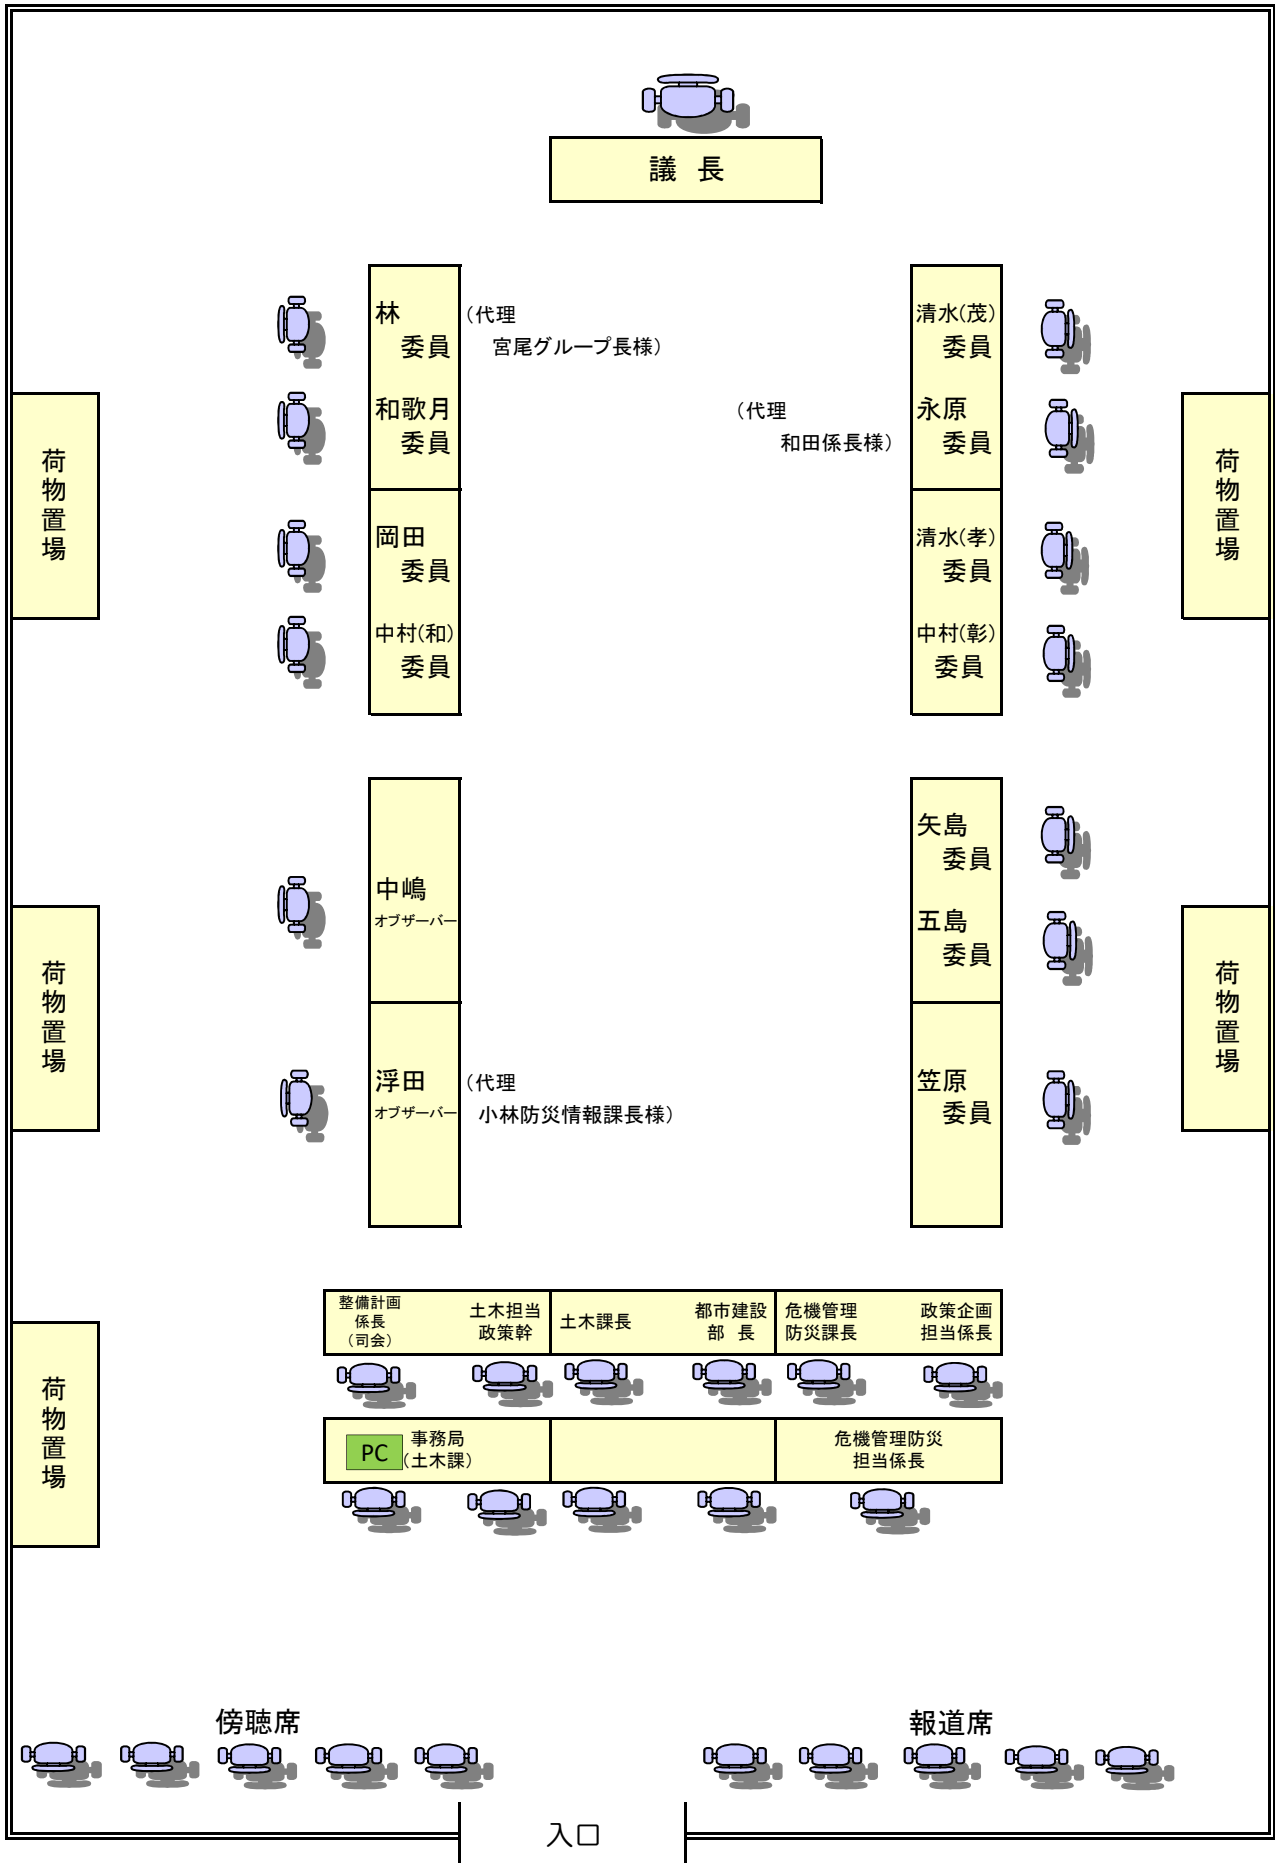 議 長
林
委員
(代理
宮尾グループ長様)
和歌月
委員
岡田
委員
中村(和)
委員
清水(茂)
委員
(代理
和田係長様)
永原
委員
清水(孝)
委員
中村(彰)
委員
荷物置場
荷物置場
中嶋
オブザーバー
浮田
オブザーバー
(代理
小林防災情報課長様)
矢島
委員
五島
委員
笠原
委員
荷物置場
荷物置場
整備計画
係長
(司会)
土木担当
政策幹
土木課長
都市建設
部 長
危機管理
防災課長
政策企画
担当係長
荷物置場
PC
事務局
(土木課)
危機管理防災
担当係長
傍聴席
報道席
入口